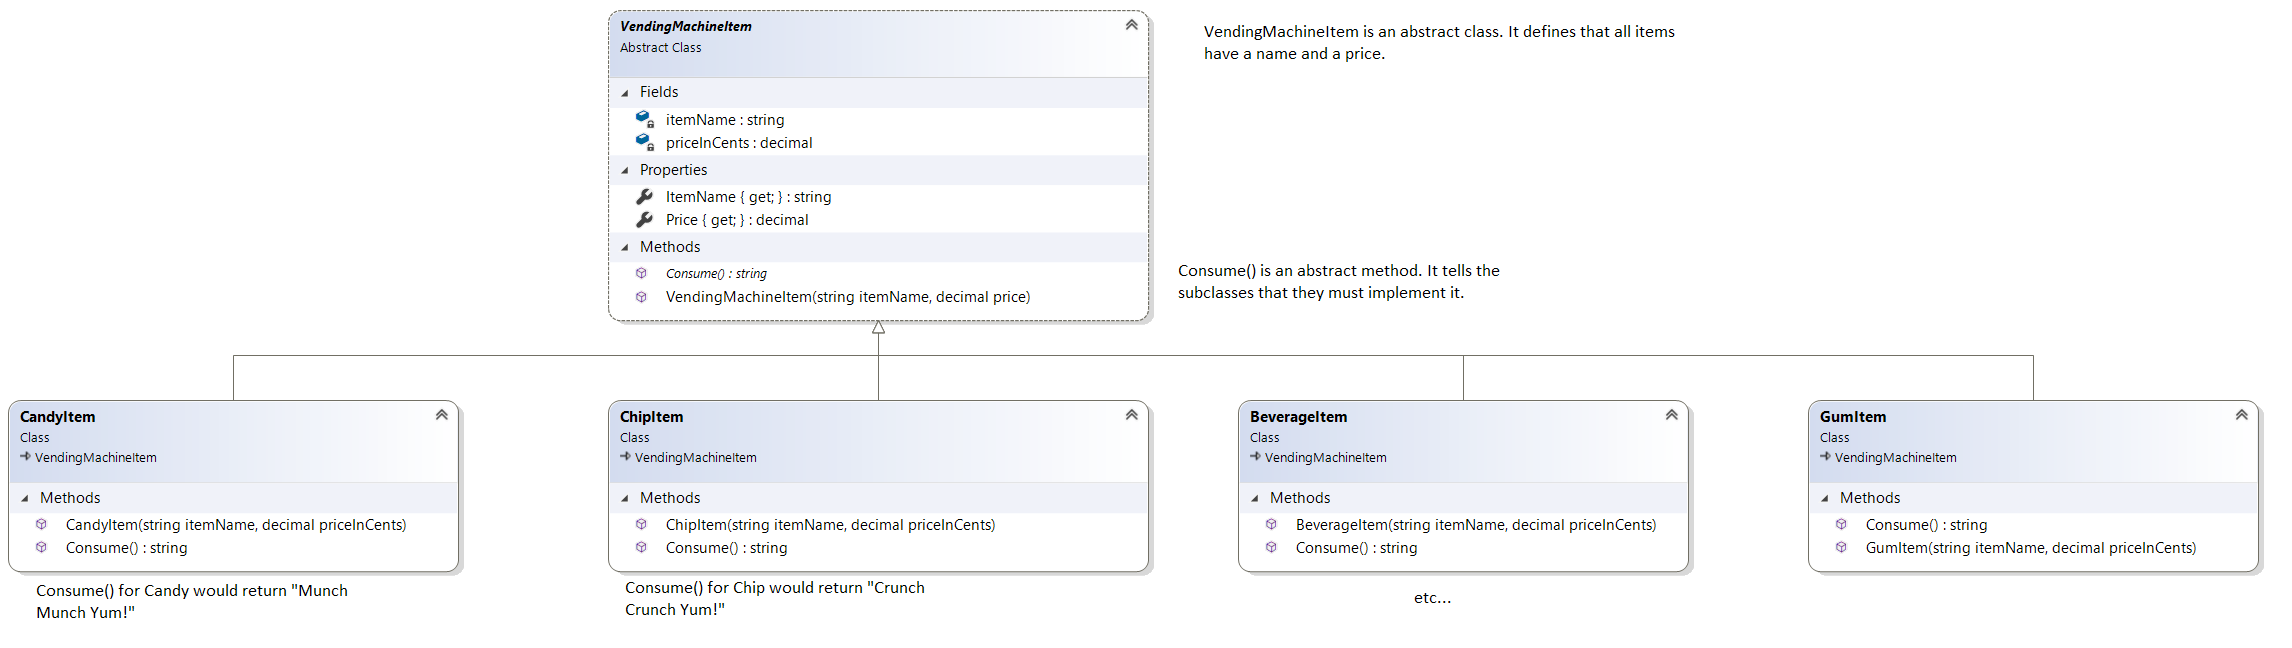 VendingMachineItem
Abstract Class
Fields
itemName : string
priceInCents : decimal
Properties
ItemName { get; } : string
Price { get; } : decimal
Methods
Consume() : string
VendingMachineItem(string itemName, decimal price)
VendingMachineItem is an abstract class. It defines that all items
have a name and a price.
Consume() is an abstract method. It tells the
subclasses that they must implement it.
CandyItem
Class
VendingMachineItem
Methods
CandyItem(string itemName, decimal priceInCents)
Consume() : string
Consume() for Candy would return "Munch
Munch Yum!"
ChipItem
Class
VendingMachineItem
Methods
ChipItem(string itemName, decimal priceInCents)
Consume() : string
Consume() for Chip would return "Crunch
Crunch Yum!"
BeverageItem
Class
VendingMachineItem
Methods
BeverageItem(string itemName, decimal priceInCents)
Consume() : string
etc...
GumItem
Class
VendingMachineItem
Methods
Consume() : string
GumItem(string itemName, decimal priceInCents)